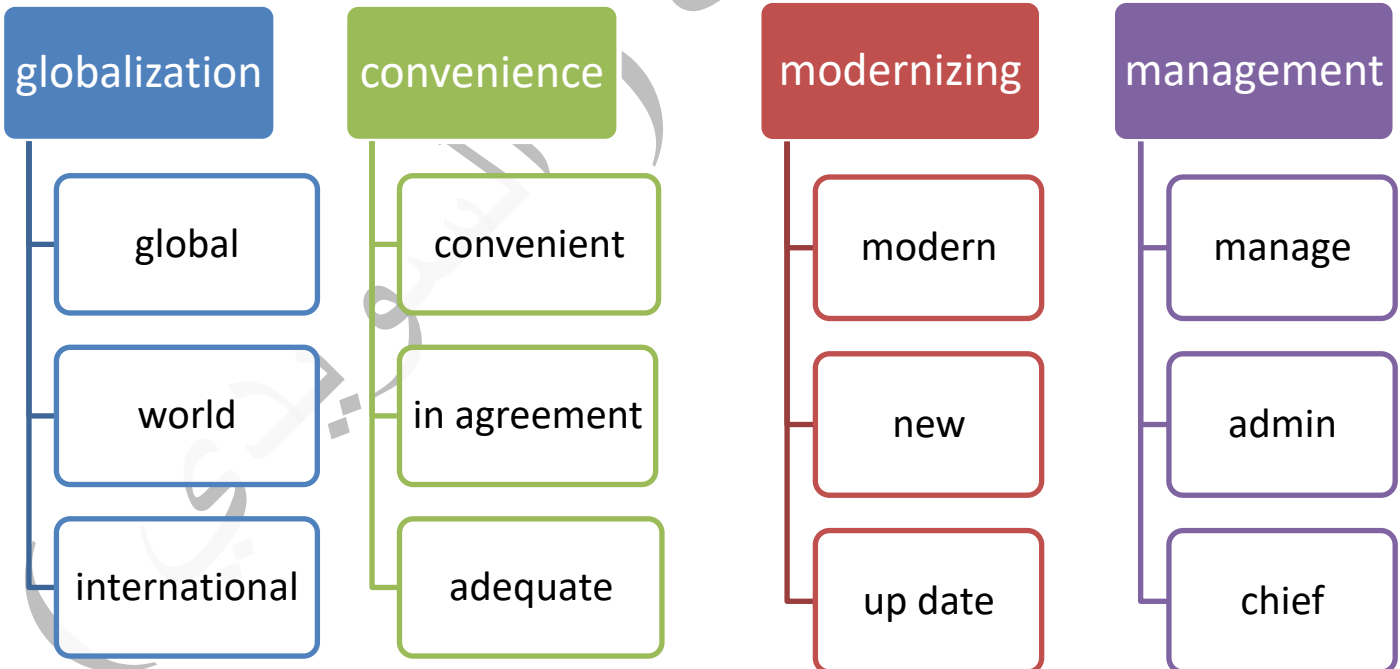 globalization
global
world
international
convenience
convenient
in agreement
adequate
modernizing
modern
new
up date
management
manage
admin
chief